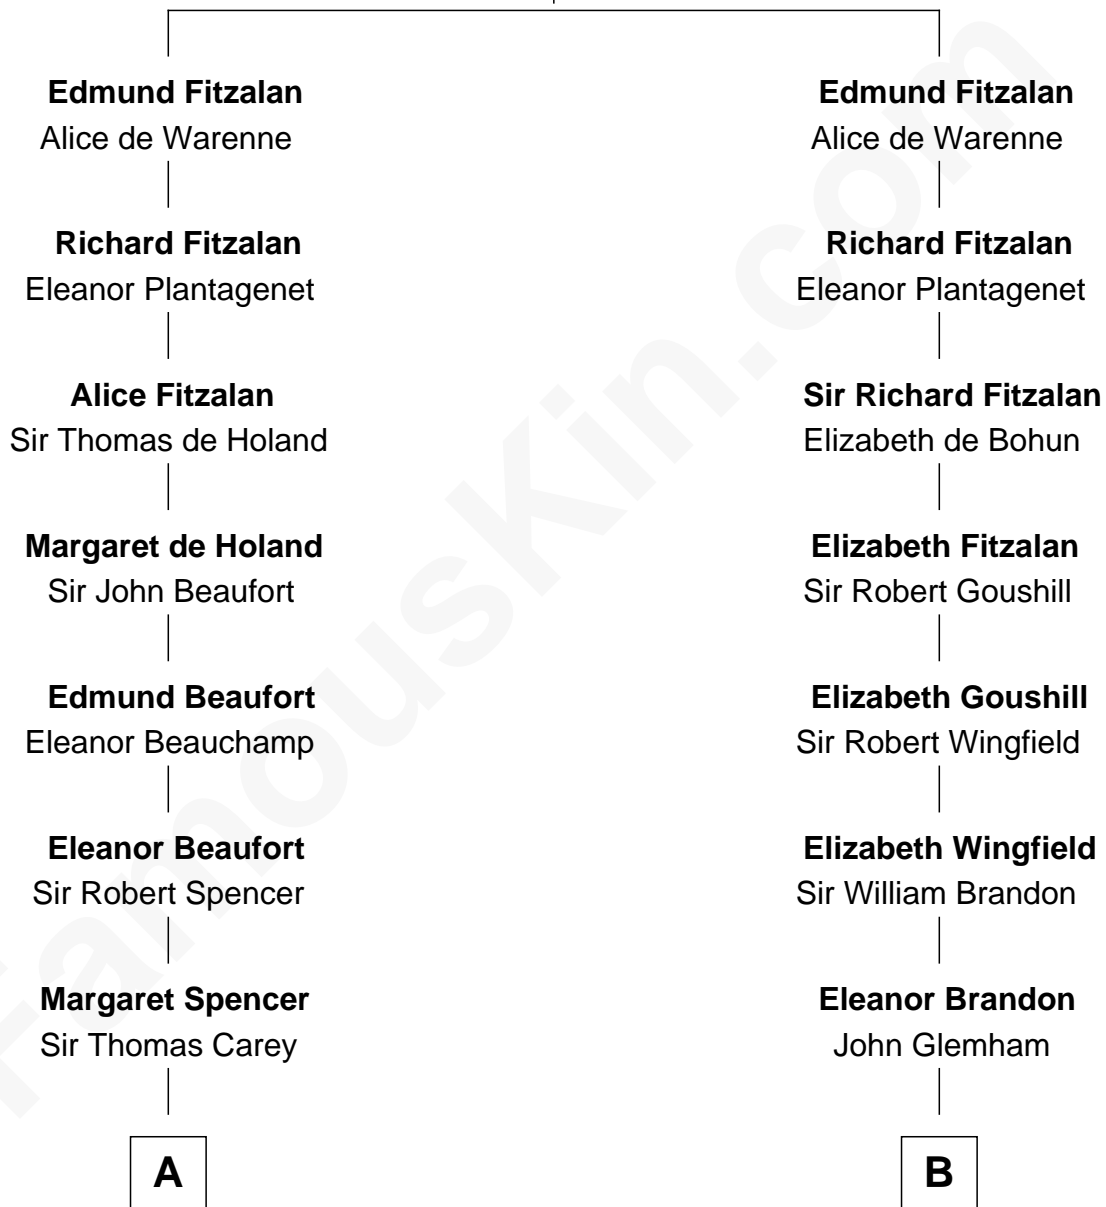 Edmund Fitzalan
Alice de Warenne
Richard Fitzalan
Eleanor Plantagenet
Alice Fitzalan
Sir Thomas de Holand
Margaret de Holand
Sir John Beaufort
Edmund Beaufort
Eleanor Beauchamp
Eleanor Beaufort
Sir Robert Spencer
Margaret Spencer
Sir Thomas Carey
A
Edmund Fitzalan
Alice de Warenne
Richard Fitzalan
Eleanor Plantagenet
Sir Richard Fitzalan
Elizabeth de Bohun
Elizabeth Fitzalan
Sir Robert Goushill
Elizabeth Goushill
Sir Robert Wingfield
Elizabeth Wingfield
Sir William Brandon
Eleanor Brandon
John Glemham
B
FamousKin.com